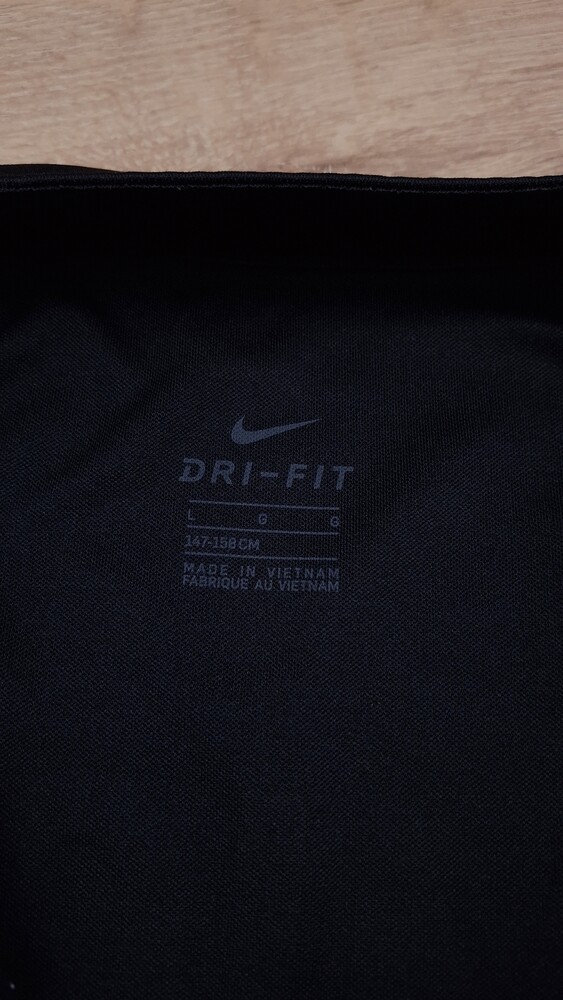 DRI-FIT
L G G
147-158CM
MADE IN VIETNAM
FABRIQUE AU VIETNAM